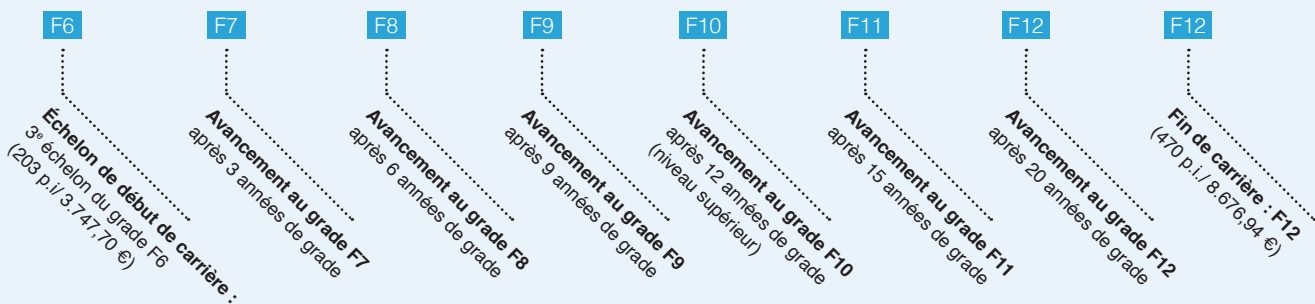 F6
F7
F8
F9
F10
F11
F12
F12
Échelon de début de carrière :
3e échelon du grade F6
(203 p.i/ 3.747,70 €)
Avancement au grade F7
après 3 années de grade
Avancement au grade F8
après 6 années de grade
Avancement au grade F9
après 9 années de grade
Avancement au grade F10
après 12 années de grade
(niveau supérieur)
Avancement au grade F11
après 15 années de grade
Avancement au grade F12
après 20 années de grade
Fin de carrière : F12
(470 p.i./ 8.676,94 €)